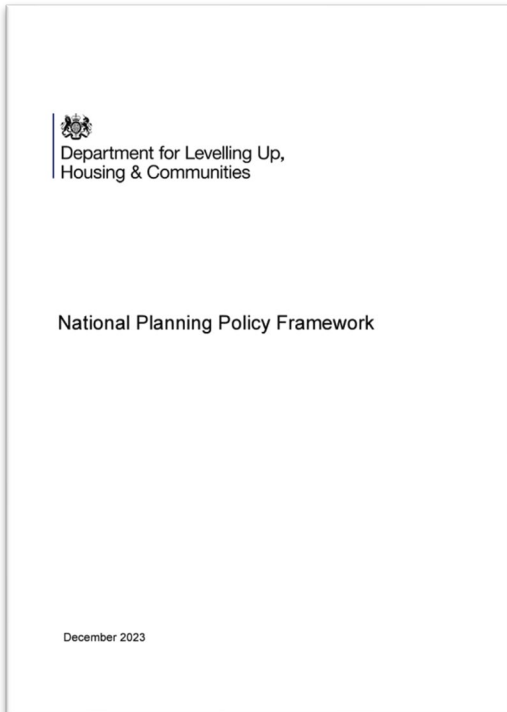 Department for Levelling Up,
Housing & Communities
National Planning Policy Framework
December 2023